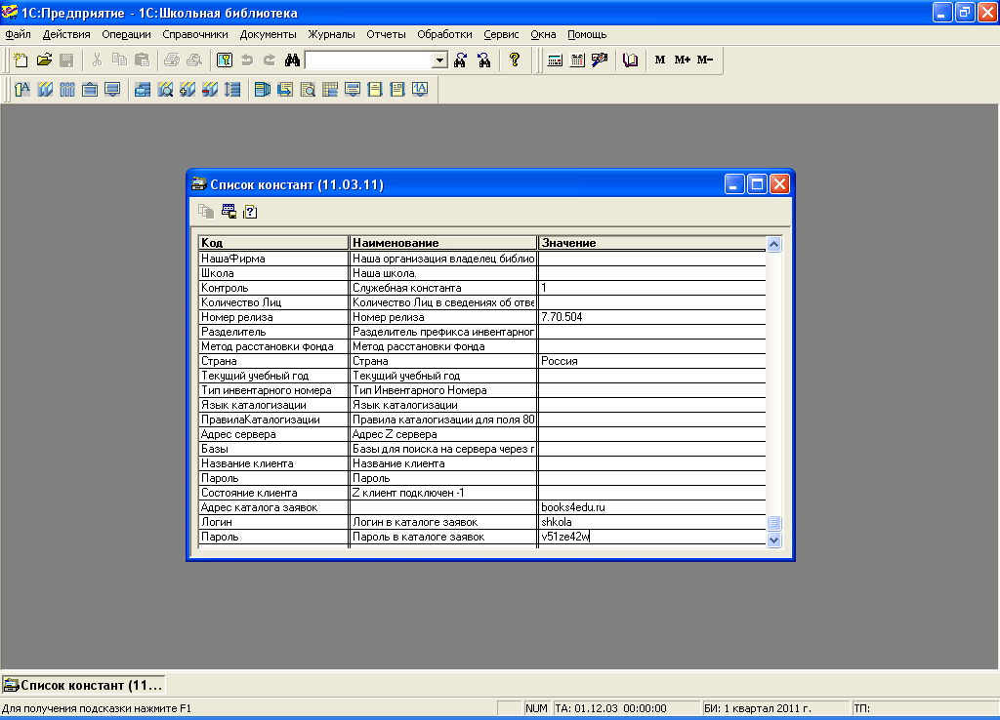 1С:Предприятие - 1С:Школьная библиотека
Файл Действия Операции Справочники Документы Журналы Отчеты Обработки Сервис Окна Помощь
M M+ M-
Список констант (11.03.11)
Код Наименование Значение
НашаФирма Наша организация владелец библио
Школа Наша школа.
Контроль Служебная константа 1
Количество Лиц Количество Лиц в сведениях об отве
Номер релиза Номер релиза 7.70.504
Разделитель Разделитель префикса инвентарног
Метод расстановки фонда Метод расстановки фонда
Страна Страна Россия
Текущий учебный год Текущий учебный год
Тип инвентарного номера Тип Инвентарного Номера
Язык каталогизации Язык каталогизации
ПравилаКаталогизации Правила каталогизации для поля 80
Адрес сервера Адрес Z сервера
Базы Базы для поиска на сервера через г
Название клиента Название клиента
Пароль Пароль
Состояние клиента Z клиент подключен -1
Адрес каталога заявок books4edu.ru
Логин Логин в каталоге заявок shkola
Пароль Пароль в каталоге заявок v51ze42w
Список констант (11...
Для получения подсказки нажмите F1 NUM ТА: 01.12.03 00:00:00 БИ: 1 квартал 2011 г. ТП: